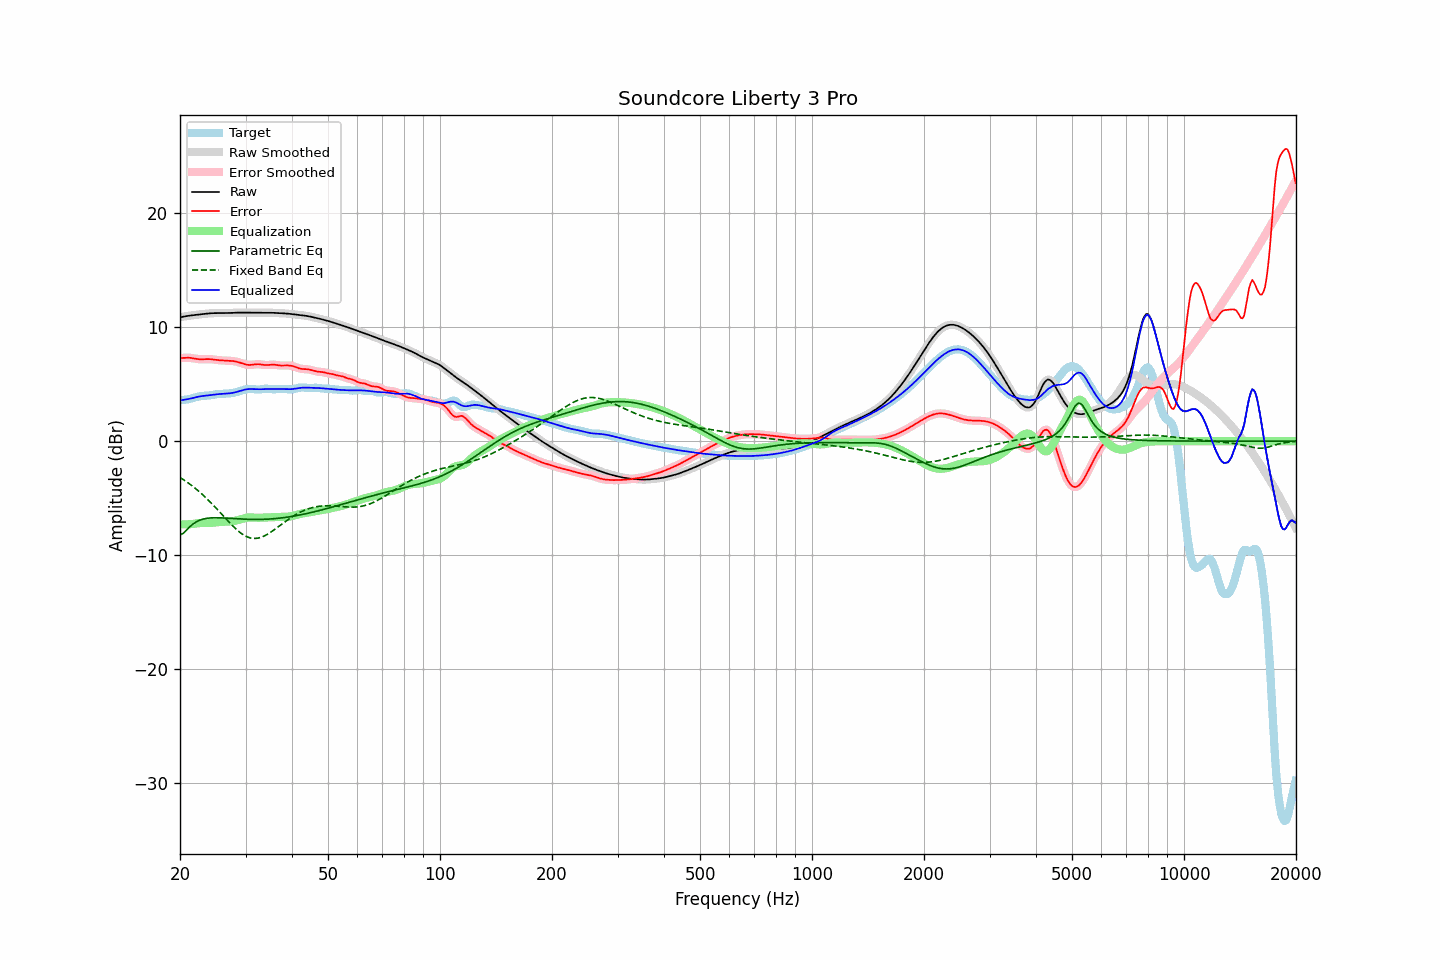 Soundcore Liberty 3 Pro
Target
Raw Smoothed
Error Smoothed
Raw
Error
Equalization
Parametric Eq
Fixed Band Eq
Equalized
Amplitude (dBr)
20
10
0
−10
−20
−30
20 50 100 200 500 1000 2000 5000 10000 20000
Frequency (Hz)